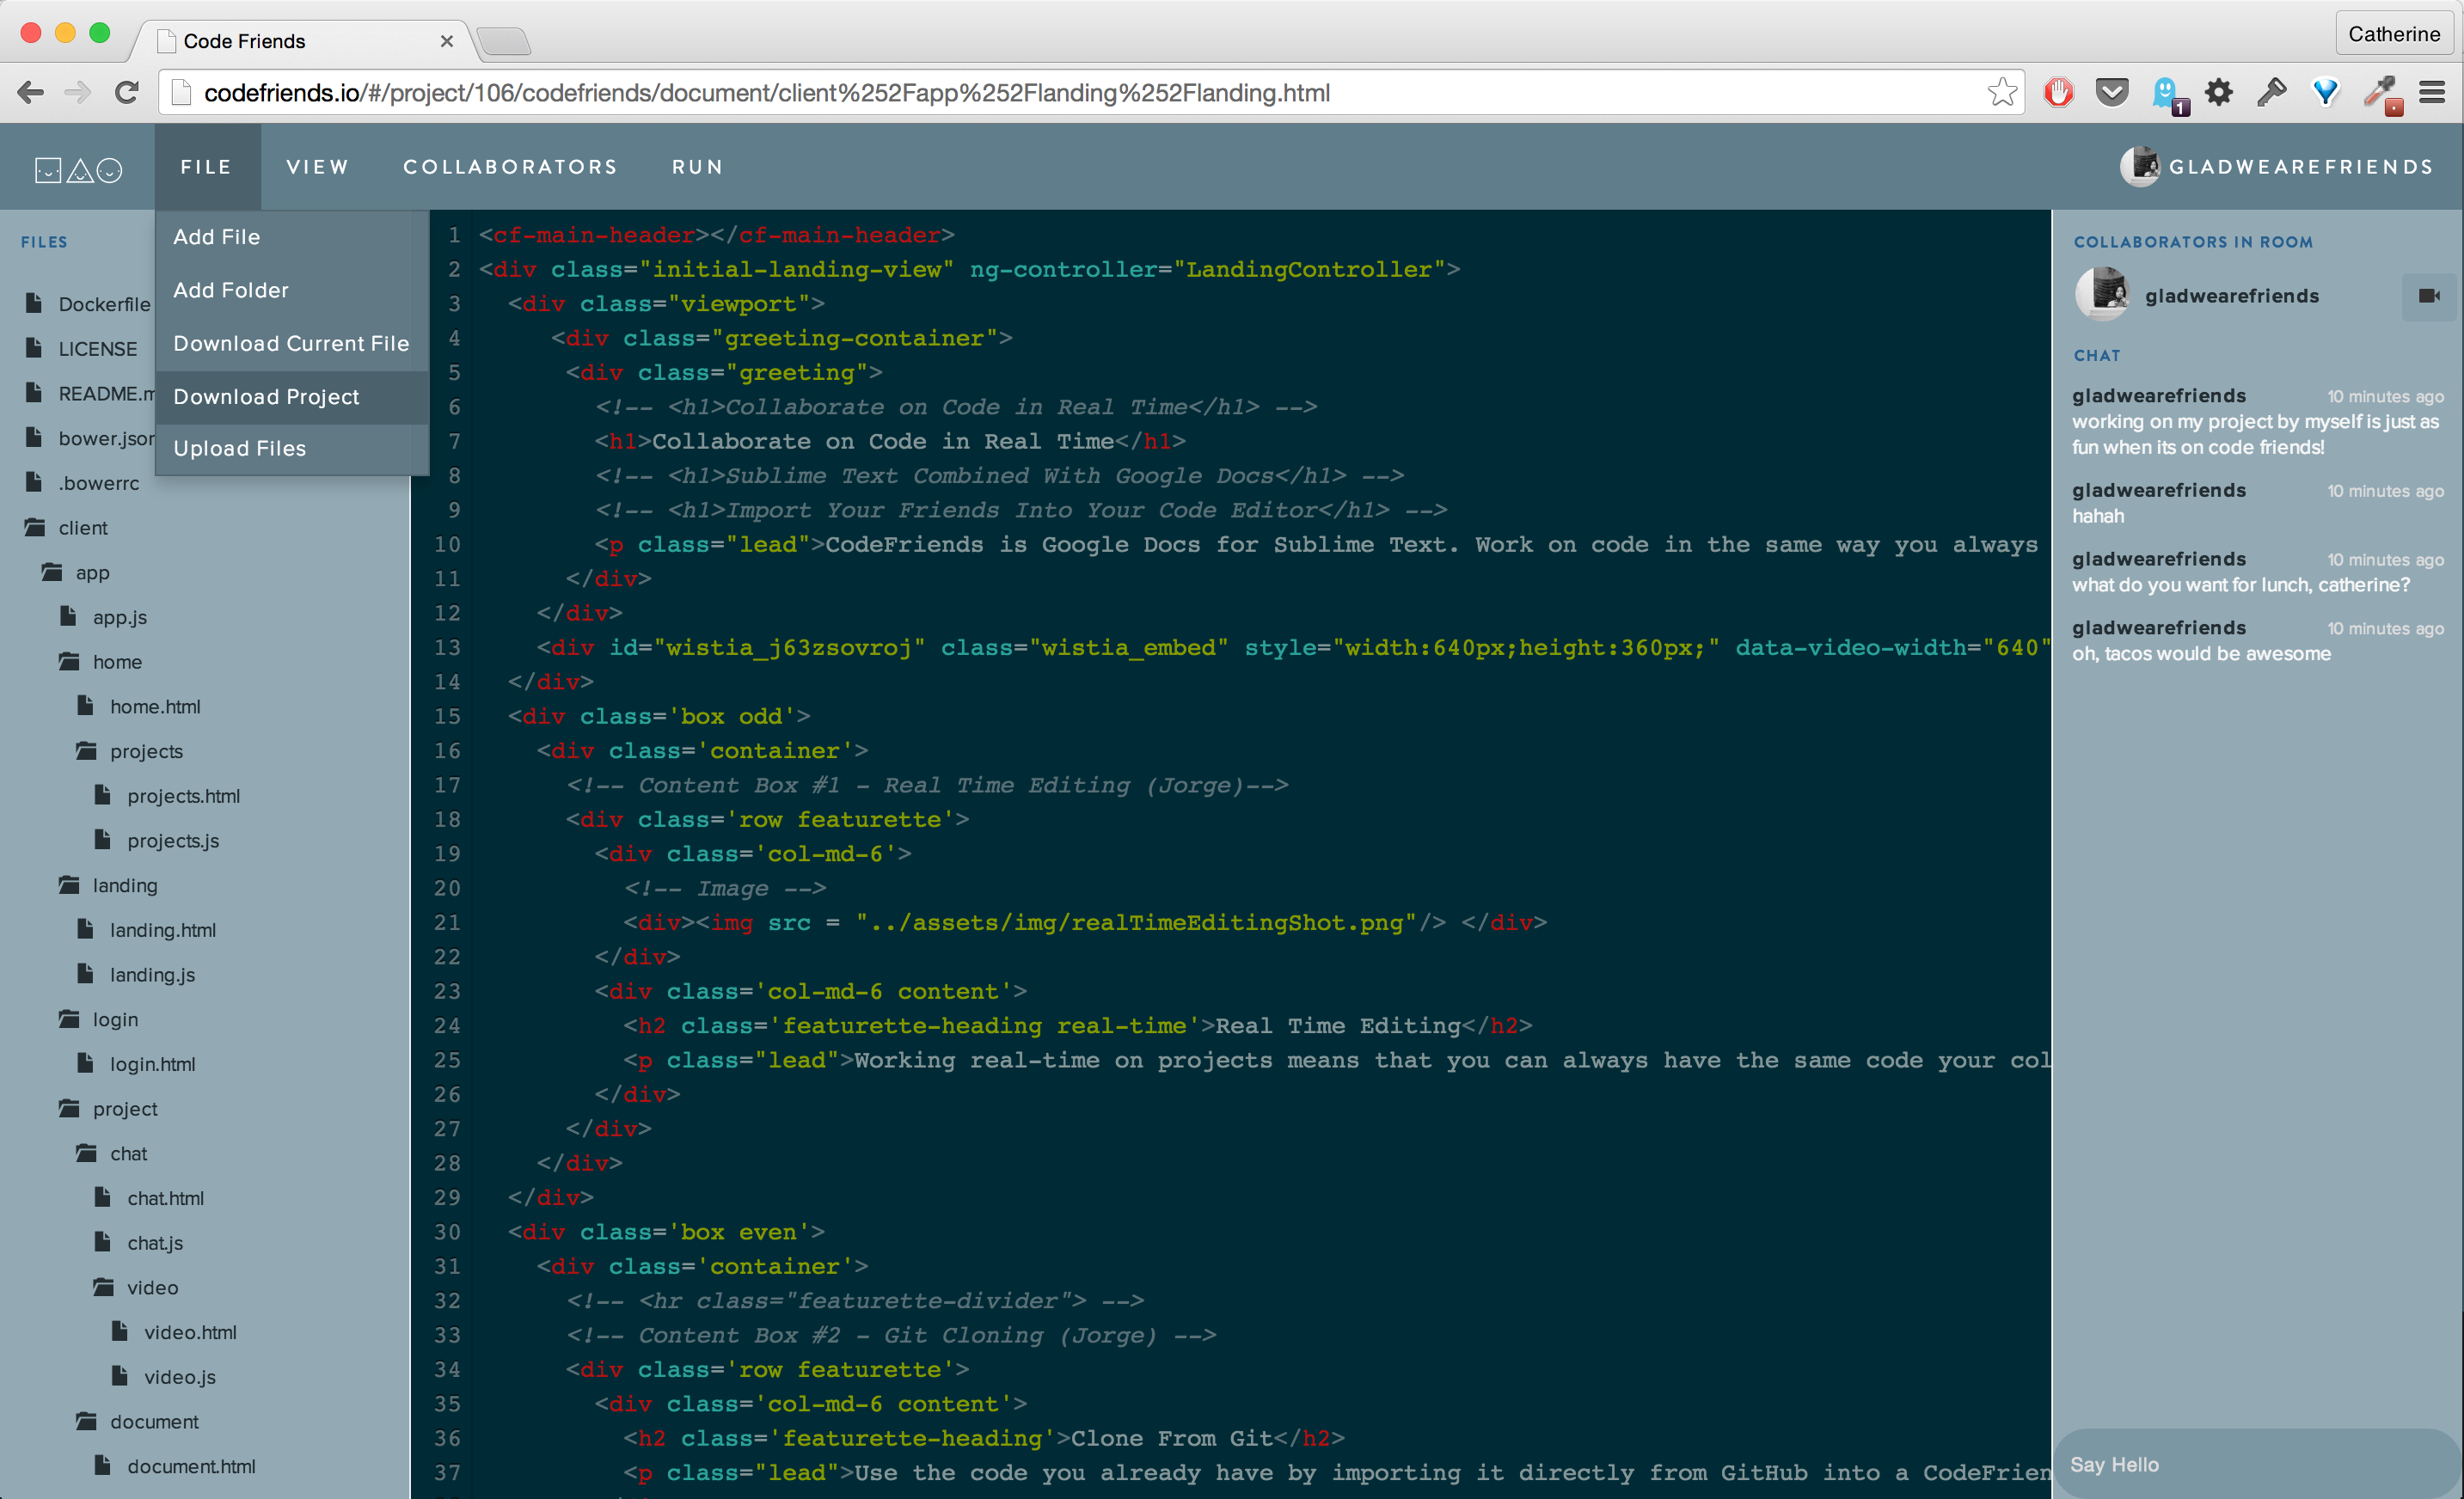 Code Friends
Catherine
codefriends.io/#/project/106/codefriends/document/client%252Fapp%252Flanding%252Flanding.html
1
FILE VIEW COLLABORATORS RUN
GLADWEAREFRIENDS
FILES
Dockerfile
LICENSE
README.m
bower.jsor
.bowerrc
client
app
app.js
home
home.html
projects
projects.html
projects.js
landing
landing.html
landing.js
login
login.html
project
chat
chat.html
chat.js
video
video.html
video.js
document
document.html
Add File
Add Folder
Download Current File
Download Project
Upload Files
1 <cf-main-header></cf-main-header>
2 <div class="initial-landing-view" ng-controller="LandingController">
3 <div class="viewport">
4 <div class="greeting-container">
5 <div class="greeting">
6 <!-- <h1>Collaborate on Code in Real Time</h1> -->
7 <h1>Collaborate on Code in Real Time</h1>
8 <!-- <h1>Sublime Text Combined With Google Docs</h1> -->
9 <!-- <h1>Import Your Friends Into Your Code Editor</h1> -->
10 <p class="lead">CodeFriends is Google Docs for Sublime Text. Work on code in the same way you always
11 </div>
12 </div>
13 <div id="wistia_j63zsovroj" class="wistia_embed" style="width:640px;height:360px;" data-video-width="640"
14 </div>
15 <div class='box odd'>
16 <div class='container'>
17 <!-- Content Box #1 - Real Time Editing (Jorge)-->
18 <div class='row featurette'>
19 <div class='col-md-6'>
20 <!-- Image -->
21 <div><img src = "../assets/img/realTimeEditingShot.png"/> </div>
22 </div>
23 <div class='col-md-6 content'>
24 <h2 class='featurette-heading real-time'>Real Time Editing</h2>
25 <p class="lead">Working real-time on projects means that you can always have the same code your col
26 </div>
27 </div>
28 </div>
29 </div>
30 <div class='box even'>
31 <div class='container'>
32 <!-- <hr class="featurette-divider"> -->
33 <!-- Content Box #2 - Git Cloning (Jorge) -->
34 <div class='row featurette'>
35 <div class='col-md-6 content'>
36 <h2 class='featurette-heading'>Clone From Git</h2>
37 <p class="lead">Use the code you already have by importing it directly from GitHub into a CodeFrien
COLLABORATORS IN ROOM
gladwearefriends
CHAT
gladwearefriends 10 minutes ago
working on my project by myself is just as
fun when its on code friends!
gladwearefriends 10 minutes ago
hahah
gladwearefriends 10 minutes ago
what do you want for lunch, catherine?
gladwearefriends 10 minutes ago
oh, tacos would be awesome
Say Hello